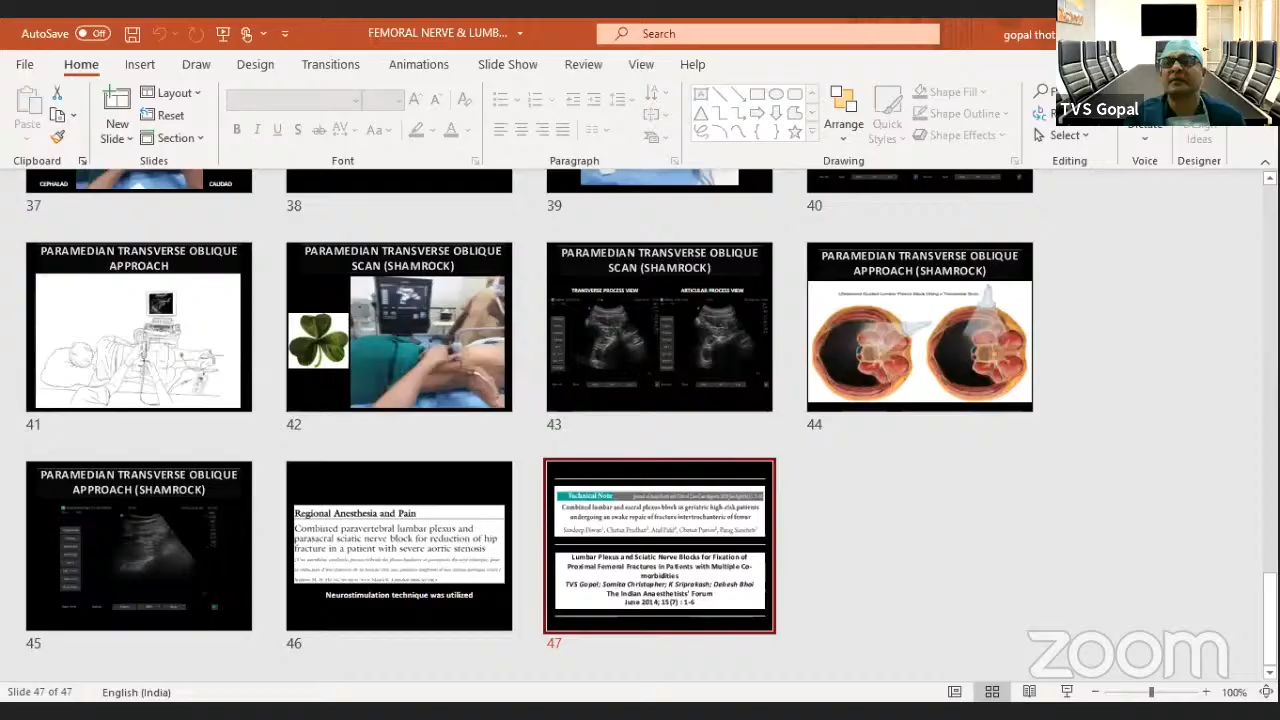 AutoSave Off FEMORAL NERVE & LUMB... Search gopal thot
TVS Gopal
File Home Insert Draw Design Transitions Animations Slide Show Review View Help
Paste
New
Slide
Layout
Reset
Section
Arrange
Quick
Styles
Shape Fill
Shape Outline
Shape Effects
Select
Dictate
Design
Ideas
Clipboard Slides Font Paragraph Drawing Editing Voice Designer
CEPHALAD CAUDAD
37 38 39 40
PARAMEDIAN TRANSVERSE OBLIQUE
APPROACH
PARAMEDIAN TRANSVERSE OBLIQUE
SCAN (SHAMROCK)
PARAMEDIAN TRANSVERSE OBLIQUE
SCAN (SHAMROCK)
TRANSVERSE PROCESS VIEW ARTICULAR PROCESS VIEW
PARAMEDIAN TRANSVERSE OBLIQUE
APPROACH (SHAMROCK)
41 42 43 44
PARAMEDIAN TRANSVERSE OBLIQUE
APPROACH (SHAMROCK)
Regional Anesthesia and Pain
Combined paravertebral lumbar plexus and
parasacral sciatic nerve block for reduction of hip
fracture in a patient with severe aortic stenosis
Neurostimulation technique was utilized
Technical Note
Combined lumbar and sacral plexus block in geriatric high-risk patients
undergoing an awake repair of fracture intertrochanteric of femur
Lumbar Plexus and Sciatic Nerve Blocks for Fixation of
Proximal Femoral Fractures in Patients with Multiple Co-
morbidities
TVS Gopal; Somita Christopher; K Sriprakash; Debesh Bhoi
The Indian Anaesthetists' Forum
June 2014; 15(7) : 1-6
45 46 47
zoom
Slide 47 of 47 English (India) 100%